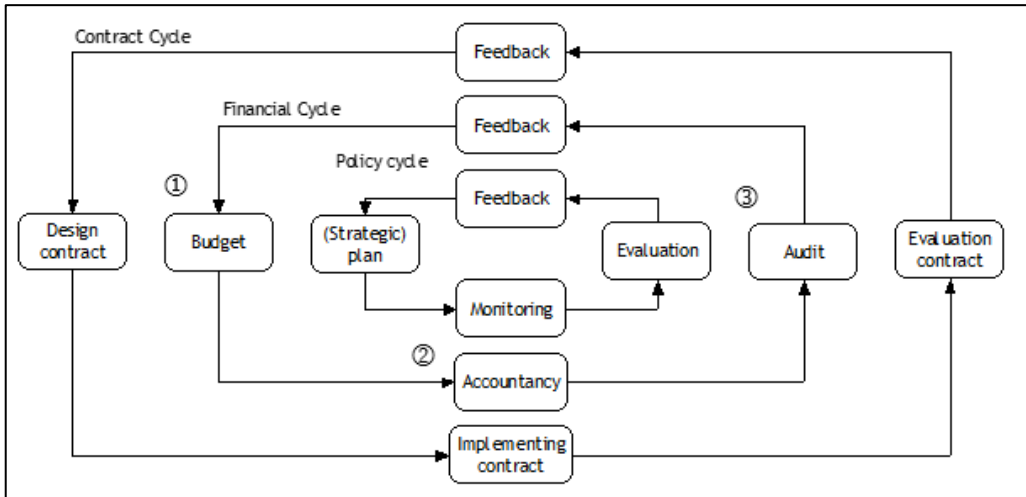 Contract Cycle
Feedback
Financial Cycle
Feedback
Policy cycle
Feedback
①
③
Design
contract
Budget
(Strategic)
plan
Evaluation
Audit
Evaluation
contract
Monitoring
②
Accountancy
Implementing
contract